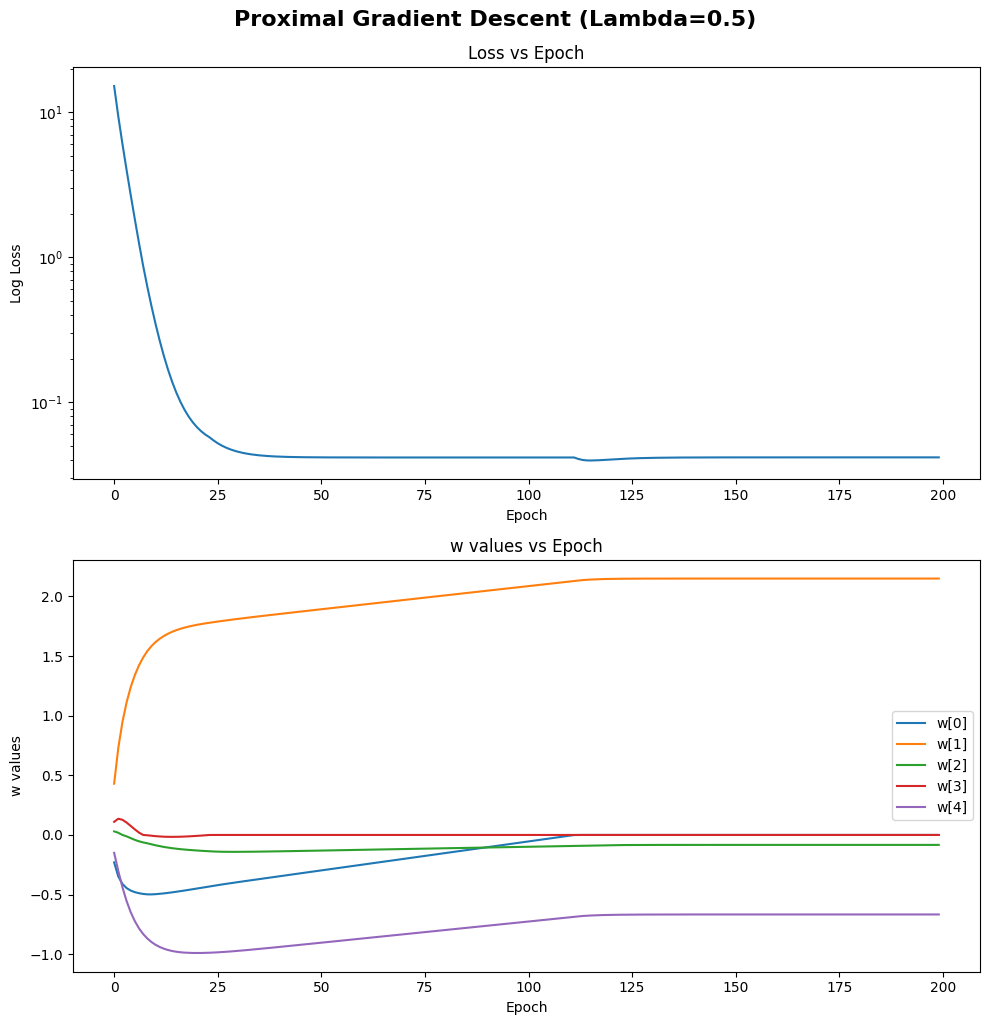 Proximal Gradient Descent (Lambda=0.5)
Loss vs Epoch
Log Loss
10¹
10⁰
10⁻¹
0 25 50 75 100 125 150 175 200
Epoch
w values vs Epoch
w values
2.0
1.5
1.0
0.5
0.0
−0.5
−1.0
w[0]
w[1]
w[2]
w[3]
w[4]
0 25 50 75 100 125 150 175 200
Epoch